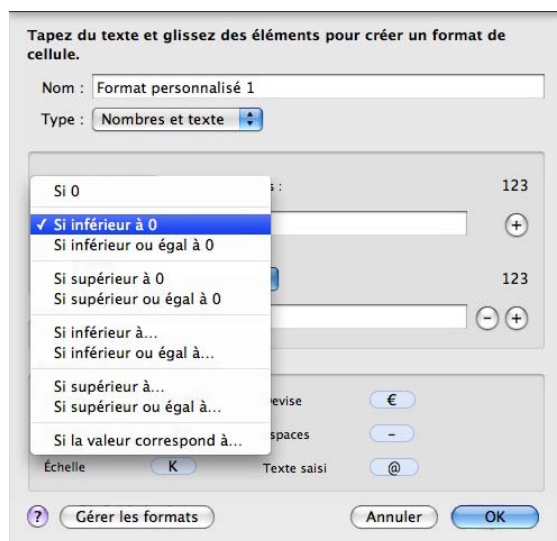 Tapez du texte et glissez des éléments pour créer un format de
cellule.
Nom : Format personnalisé 1
Type : Nombres et texte
Si 0
123
✓ Si inférieur à 0
+
Si inférieur ou égal à 0
Si supérieur à 0
123
Si supérieur ou égal à 0
- +
Si inférieur à...
Si inférieur ou égal à...
Si supérieur à...
Si supérieur ou égal à... €
Si la valeur correspond à... -
Échelle K Texte saisi @
? Gérer les formats Annuler OK